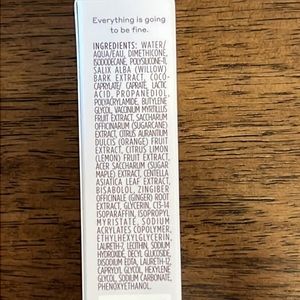 Everything is going
to be fine.
INGREDIENTS: WATER/
AQUA/EAU, DIMETHICONE,
ISODODECANE, POLYSILICONE-11,
SALIX ALBA (WILLOW)
BARK EXTRACT, COCO-
CAPRYLATE/ CAPRATE, LACTIC
ACID, PROPANEDIOL,
POLYACRYLAMIDE, BUTYLENE
GLYCOL, VACCINIUM MYRTILLUS
FRUIT EXTRACT, SACCHARUM
OFFICINARUM (SUGARCANE)
EXTRACT, CITRUS AURANTIUM
DULCIS (ORANGE) FRUIT
EXTRACT, CITRUS LIMON
(LEMON) FRUIT EXTRACT,
ACER SACCHARUM (SUGAR
MAPLE) EXTRACT, CENTELLA
ASIATICA LEAF EXTRACT,
BISABOLOL, ZINGIBER
OFFICINALE (GINGER) ROOT
EXTRACT, GLYCERIN, C13-14
ISOPARAFFIN, ISOPROPYL
MYRISTATE, SODIUM
ACRYLATES COPOLYMER,
ETHYLHEXYLGLYCERIN,
LAURETH-7, LECITHIN, SODIUM
HYDROXIDE, DECYL GLUCOSIDE,
DISODIUM EDTA, LAURETH-12,
CAPRYLYL GLYCOL, HEXYLENE
GLYCOL, SODIUM CARBONATE,
PHENOXYETHANOL.